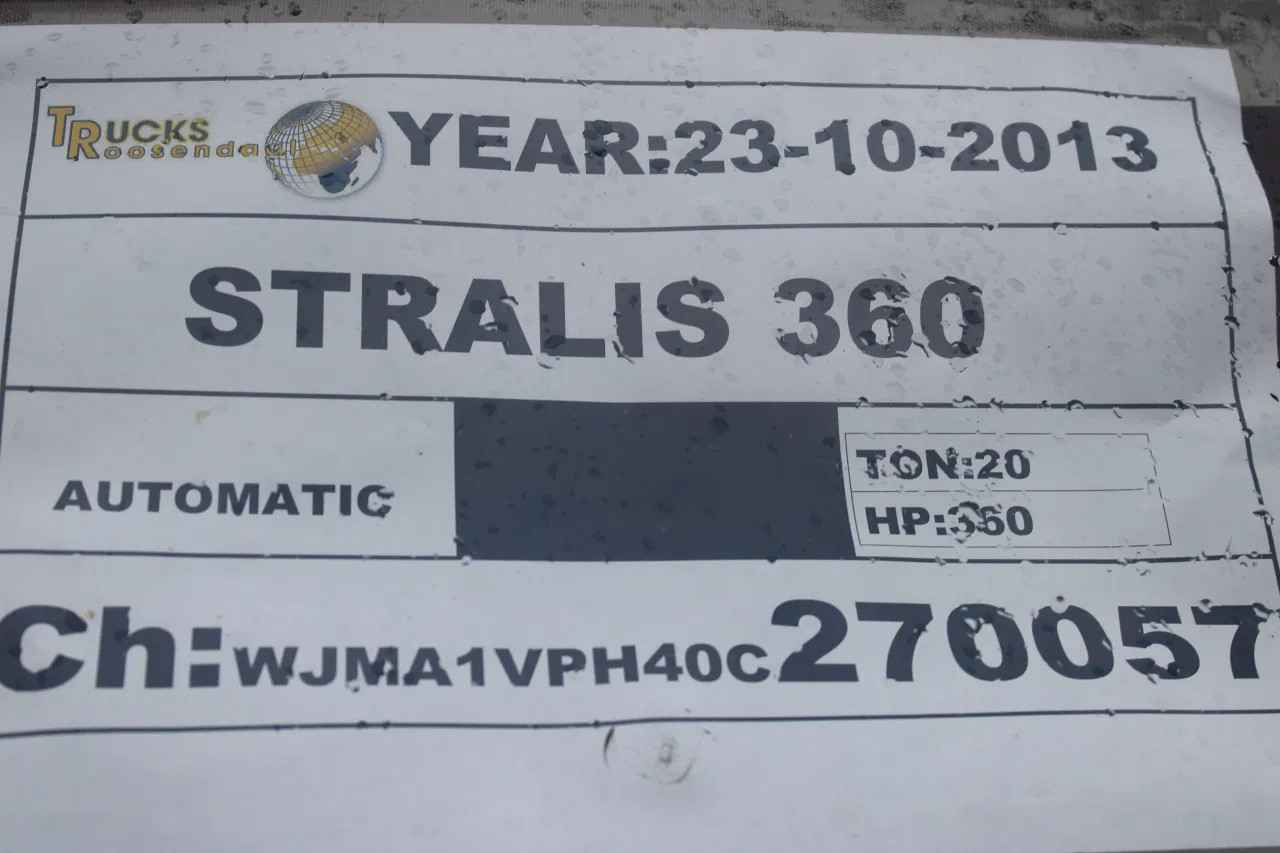 TRUCKS
Roosendaal
YEAR:23-10-2013
STRALIS 360
AUTOMATIC
TON:20
HP:360
Ch:WJMA1VPH40C270057